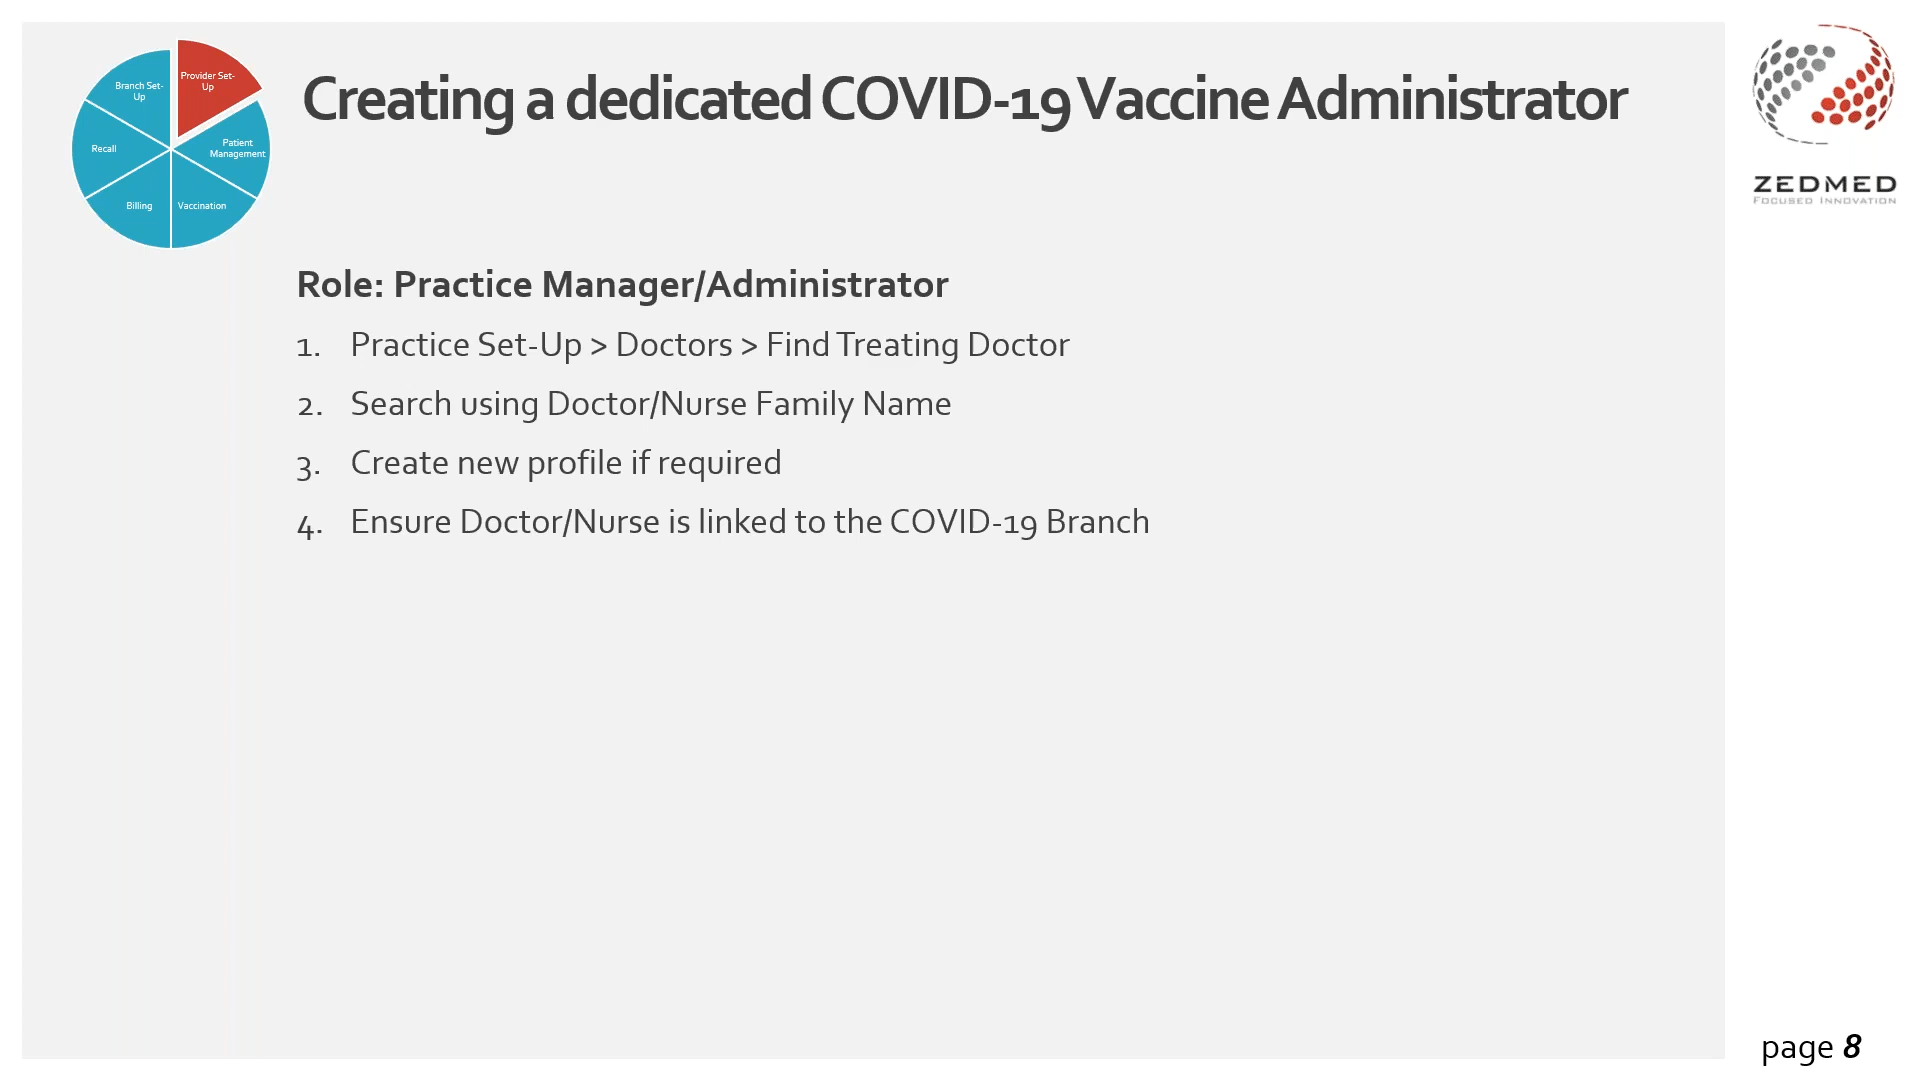 Provider Set-
Up
Branch Set-
Up
Patient
Management
Recall
Billing
Vaccination
Creating a dedicated COVID-19 Vaccine Administrator
ZEDMED
FOCUSED INNOVATION
Role: Practice Manager/Administrator
1. Practice Set-Up > Doctors > Find Treating Doctor
2. Search using Doctor/Nurse Family Name
3. Create new profile if required
4. Ensure Doctor/Nurse is linked to the COVID-19 Branch
page 8